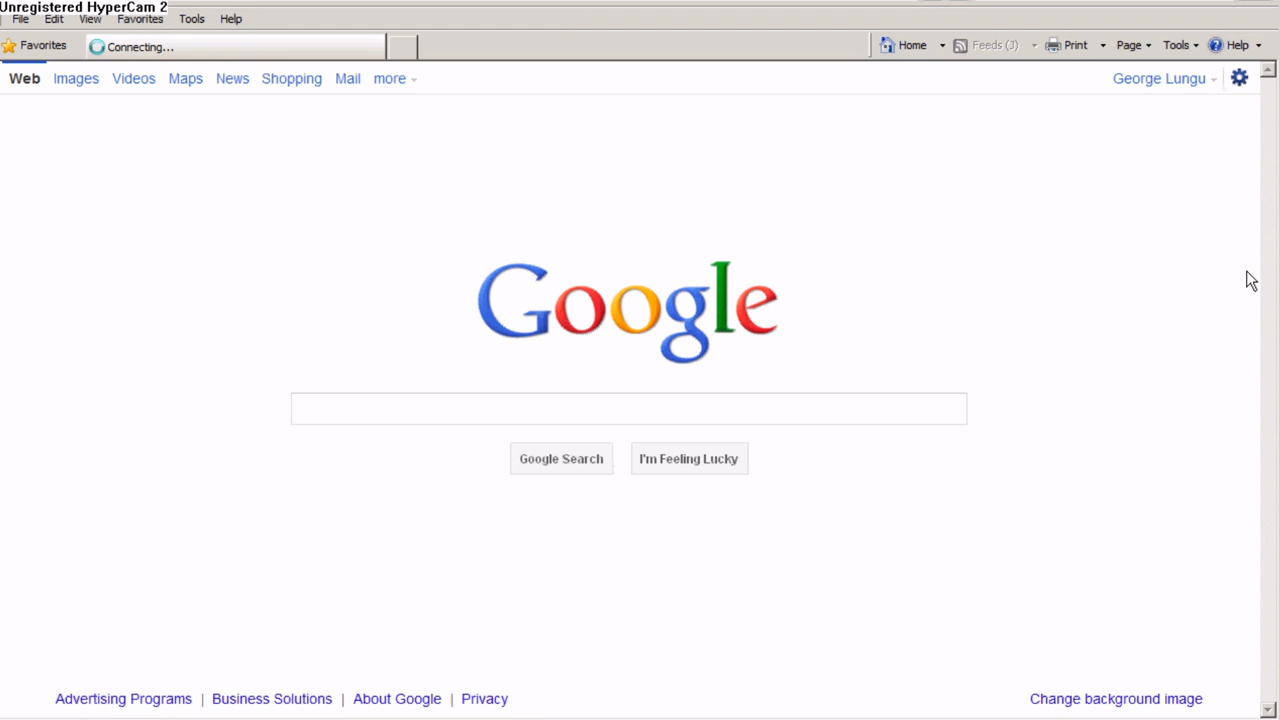 Unregistered HyperCam 2
File Edit View Favorites Tools Help
Favorites Connecting... Home Feeds (J) Print Page Tools Help
Web Images Videos Maps News Shopping Mail more George Lungu
Google
Google Search I'm Feeling Lucky
Advertising Programs | Business Solutions | About Google | Privacy Change background image